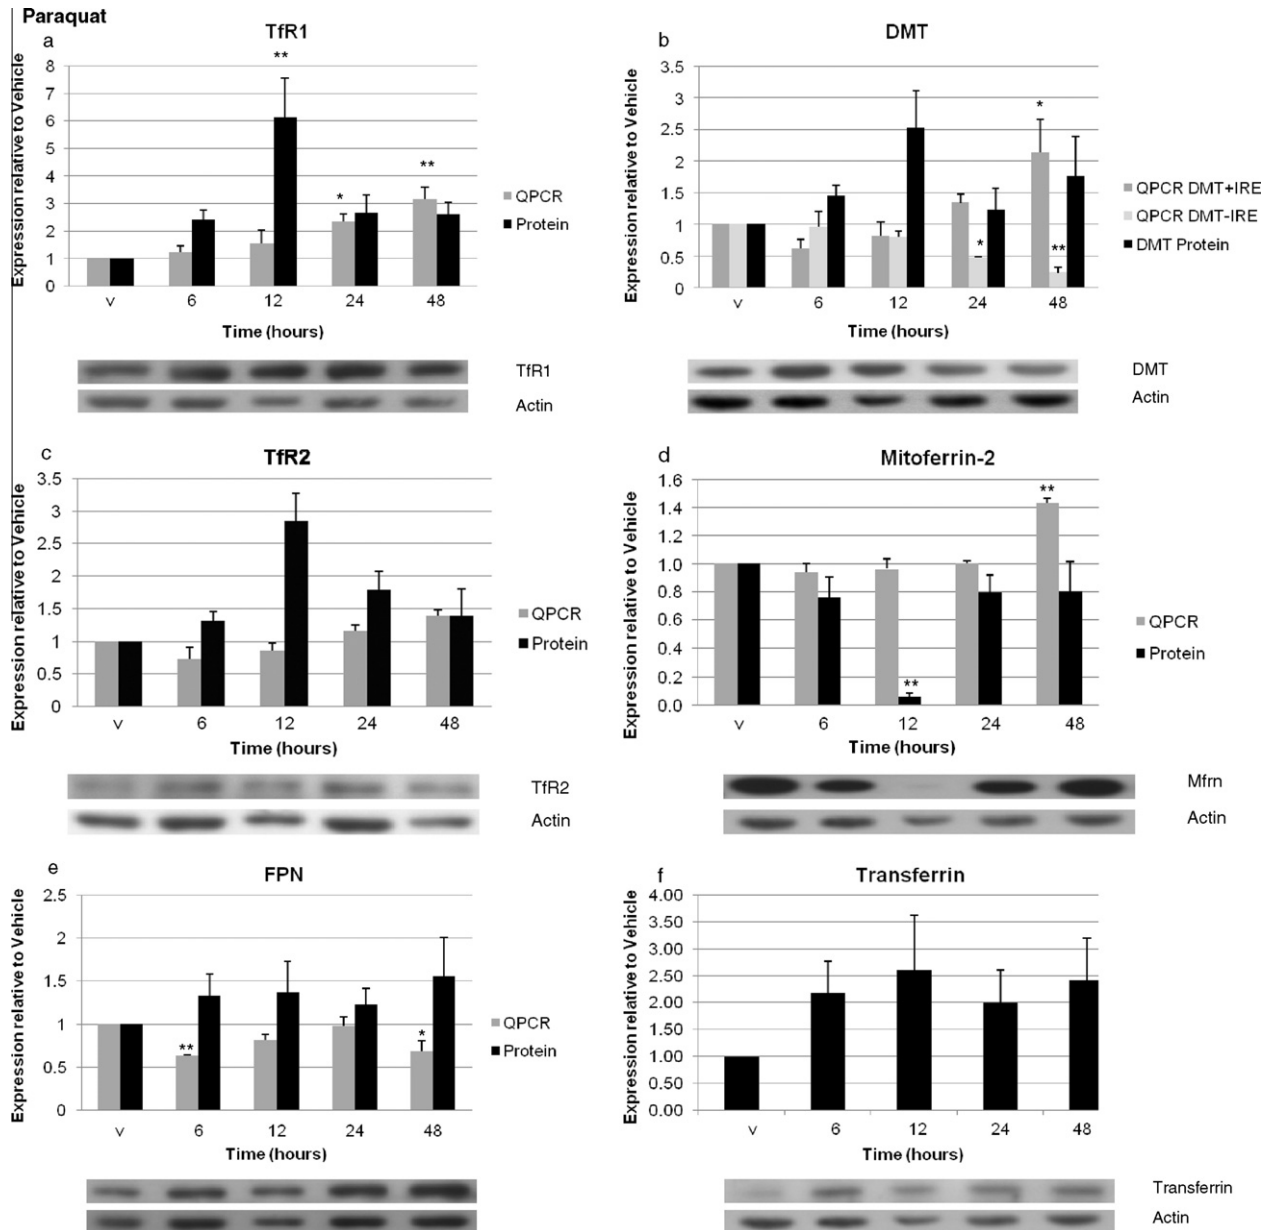 Paraquat
a
TfR1
Expression relative to Vehicle
8
7
6
5
4
3
2
1
0
**
*
**
v 6 12 24 48
Time (hours)
QPCR
Protein
TfR1
Actin
b
DMT
Expression relative to Vehicle
3.5
3
2.5
2
1.5
1
0.5
0
*
*
**
v 6 12 24 48
Time (hours)
QPCR DMT+IRE
QPCR DMT-IRE
DMT Protein
DMT
Actin
c
TfR2
Expression relative to Vehicle
3.5
3
2.5
2
1.5
1
0.5
0
v 6 12 24 48
Time (hours)
QPCR
Protein
TfR2
Actin
d
Mitoferrin-2
Expression relative to Vehicle
1.6
1.4
1.2
1.0
0.8
0.6
0.4
0.2
0.0
**
**
v 6 12 24 48
Time (hours)
QPCR
Protein
Mfrn
Actin
e
FPN
Expression relative to Vehicle
2.5
2
1.5
1
0.5
0
**
*
v 6 12 24 48
Time (hours)
QPCR
Protein
f
Transferrin
Expression relative to Vehicle
4.00
3.50
3.00
2.50
2.00
1.50
1.00
0.50
0.00
v 6 12 24 48
Time (hours)
Transferrin
Actin